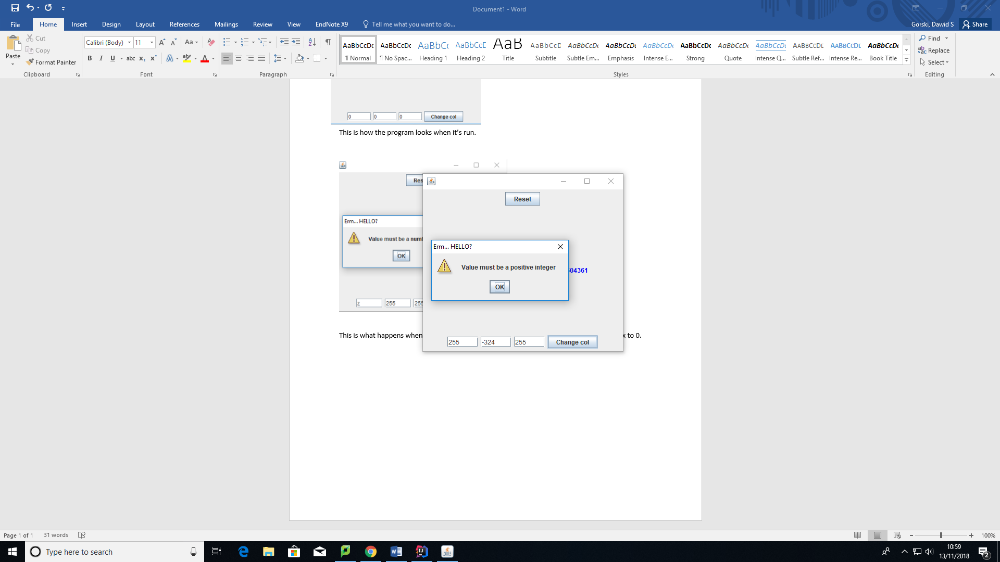 Document1 - Word
File Home Insert Design Layout References Mailings Review View EndNote X9 Tell me what you want to do... Gorski, Dawid S Share
Paste
Cut
Copy
Format Painter
Clipboard
Calibri (Body) 11
Font
Paragraph
AaBbCcDc AaBbCcDc AaBbCc AaBbCcD AaB AaBbCcD AaBbCcDc AaBbCcDc AaBbCcDc AaBbCcDc AaBbCcDc AaBbCcDc AABBCCDE AABBCCDE AaBbCcDc
¶ Normal ¶ No Spac... Heading 1 Heading 2 Title Subtitle Subtle Em... Emphasis Intense E... Strong Quote Intense Q... Subtle Ref... Intense Re... Book Title
Styles
Find
Replace
Select
Editing
0 0 0 Change col
This is how the program looks when it's run.
Reset
Erm... HELLO?
Value must be a
OK
z 255
Erm... HELLO?
Value must be a positive integer
OK
604361
255 -324 255 Change col
This is what happens when
x to 0.
Page 1 of 1 31 words 100%
Type here to search
10:59
13/11/2018
2